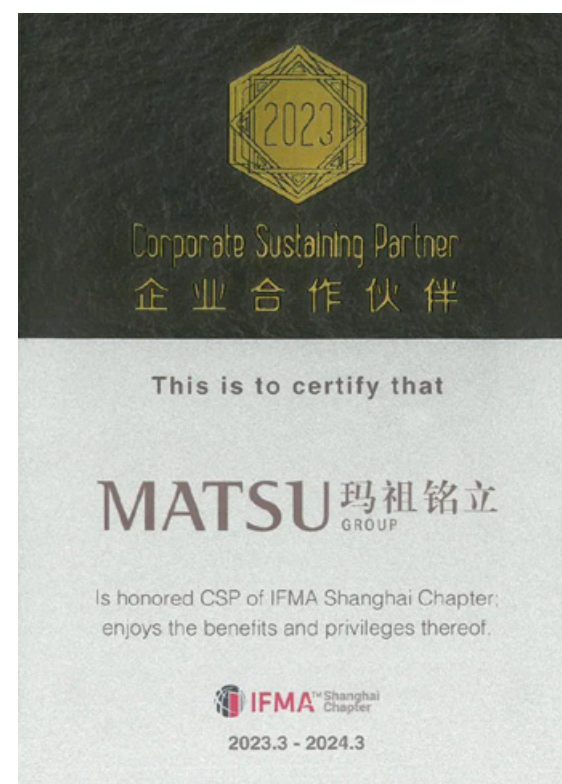 2023
Corporate Sustaining Partner
企业合作伙伴
This is to certify that
MATSU 玛祖铭立
GROUP
Is honored CSP of IFMA Shanghai Chapter;
enjoys the benefits and privileges thereof.
IFMA™ Shanghai
Chapter
2023.3 - 2024.3